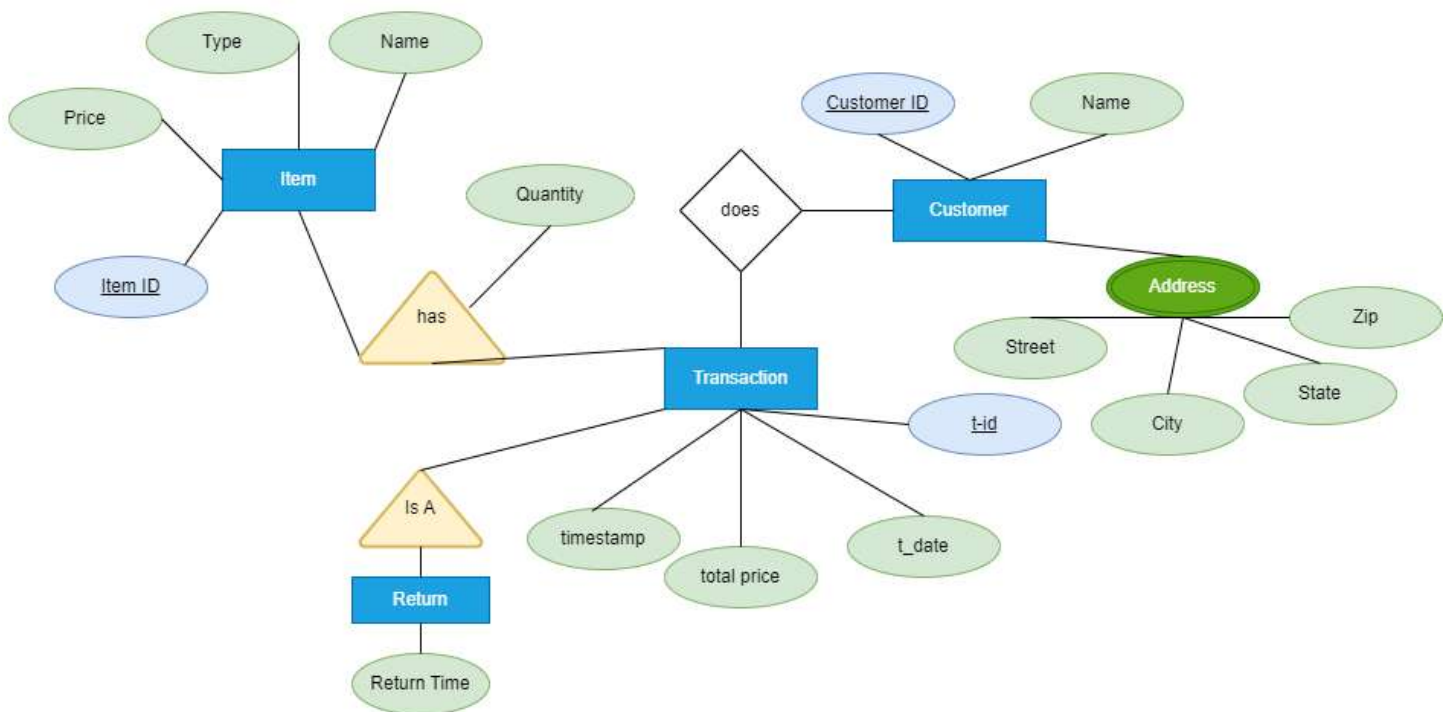 Type
Name
Price
Item
Item ID
Quantity
has
does
Customer ID
Name
Customer
Address
Street
Zip
City
State
Transaction
t-id
timestamp
total price
t_date
Is A
Return
Return Time